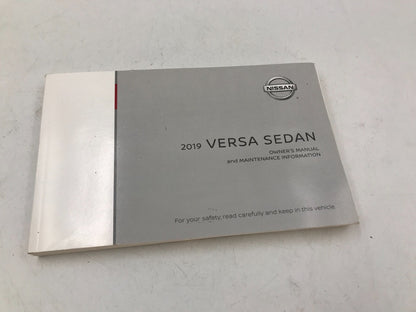 NISSAN
2019 VERSA SEDAN
OWNER'S MANUAL
and MAINTENANCE INFORMATION
For your safety, read carefully and keep in this vehicle.